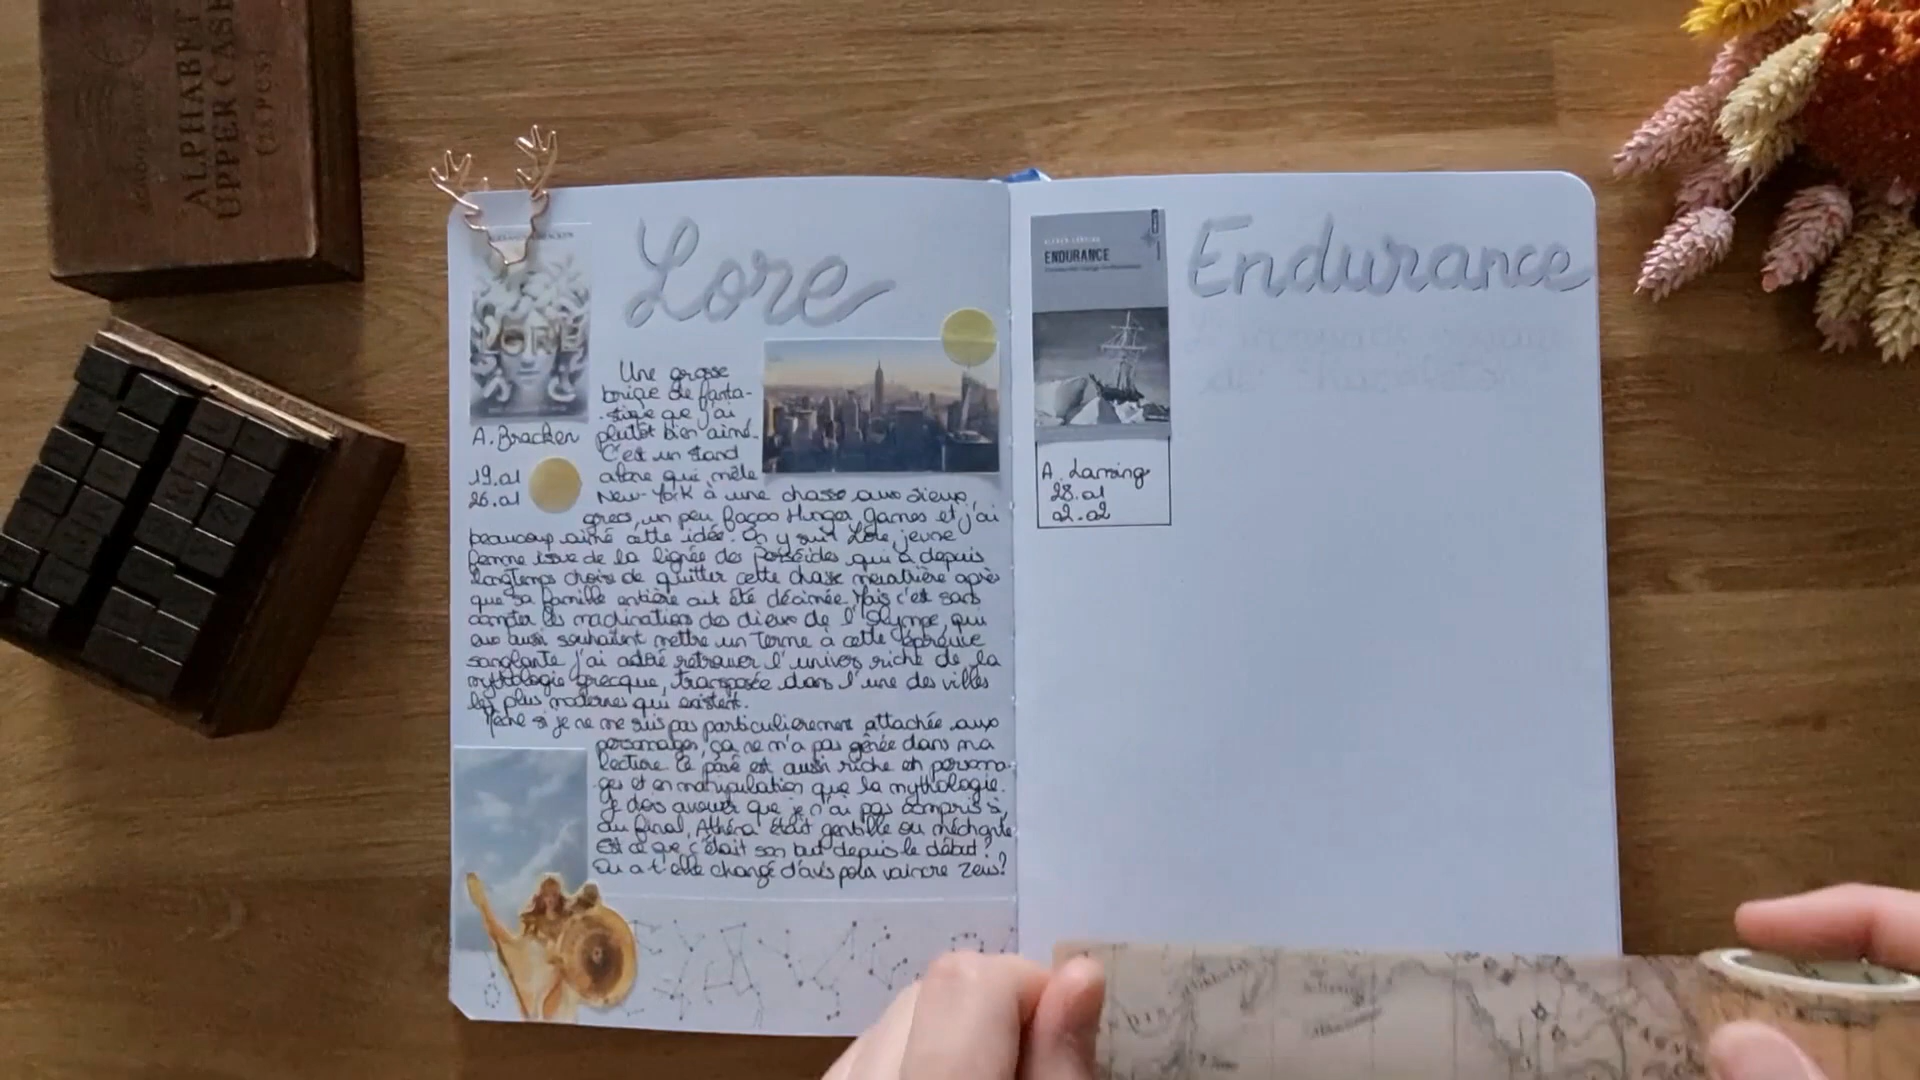 ALPHABET
UPPER CASE
(28 PCS)
Lore
LORE
A. Bracken
19.01
26.01
Une grosse
brique de fanta-
-stique que j'ai
plutôt bien aimé.
C'est un stand
alone qui mêle
New-York à une chasse aux dieux
grecs, un peu façon Hunger Games et j'ai
beaucoup aimé cette idée. On y suit Lore, jeune
femme issue de la lignée des Perséides qui a depuis
longtemps choisi de quitter cette chasse meurtrière après
que sa famille entière ait été décimée. Mais c'est sans
compter les machinations des dieux de l'Olympe, qui
eux aussi souhaitent mettre un terme à cette épreuve
sanglante. J'ai adoré retrouver l'univers riche de la
mythologie grecque, transposée dans l'une des villes
les plus modernes qui existent.
Même si je ne me suis pas particulièrement attachée aux
personnages, ça ne m'a pas gênée dans ma
lecture. Ce pavé est aussi riche en persona-
ges et en manipulation que la mythologie.
Je dois avouer que je n'ai pas compris si,
au final, Athéna était gentille ou méchante
Est ce que c'était son but depuis le début?
Ou a t'elle changé d'avis pour vaincre Zeus?
Endurance
ENDURANCE
A. Lansing
28.01
02.02